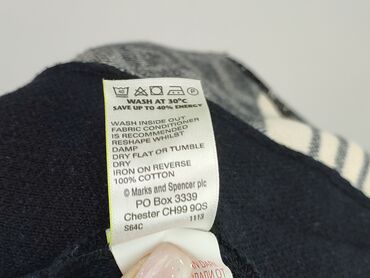 WASH AT 30°C
SAVE UP TO 40% ENERGY
WASH INSIDE OUT
FABRIC CONDITIONER
IS RECOMMENDED
RESHAPE WHILST
DAMP
DRY FLAT OR TUMBLE
DRY
IRON ON REVERSE
100% COTTON
© Marks and Spencer plc
PO Box 3339
Chester CH99 9QS
S64C 1113